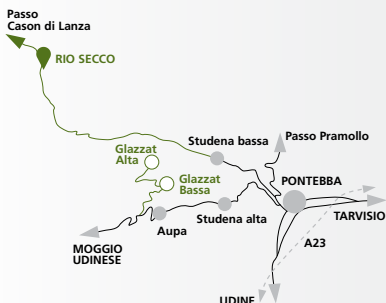 Passo
Cason di Lanza
RIO SECCO
Studena bassa
Passo Pramollo
Glazzat
Alta
Glazzat
Bassa
PONTEBBA
Studena alta
TARVISIO
Aupa
A23
MOGGIO
UDINESE
UDINE